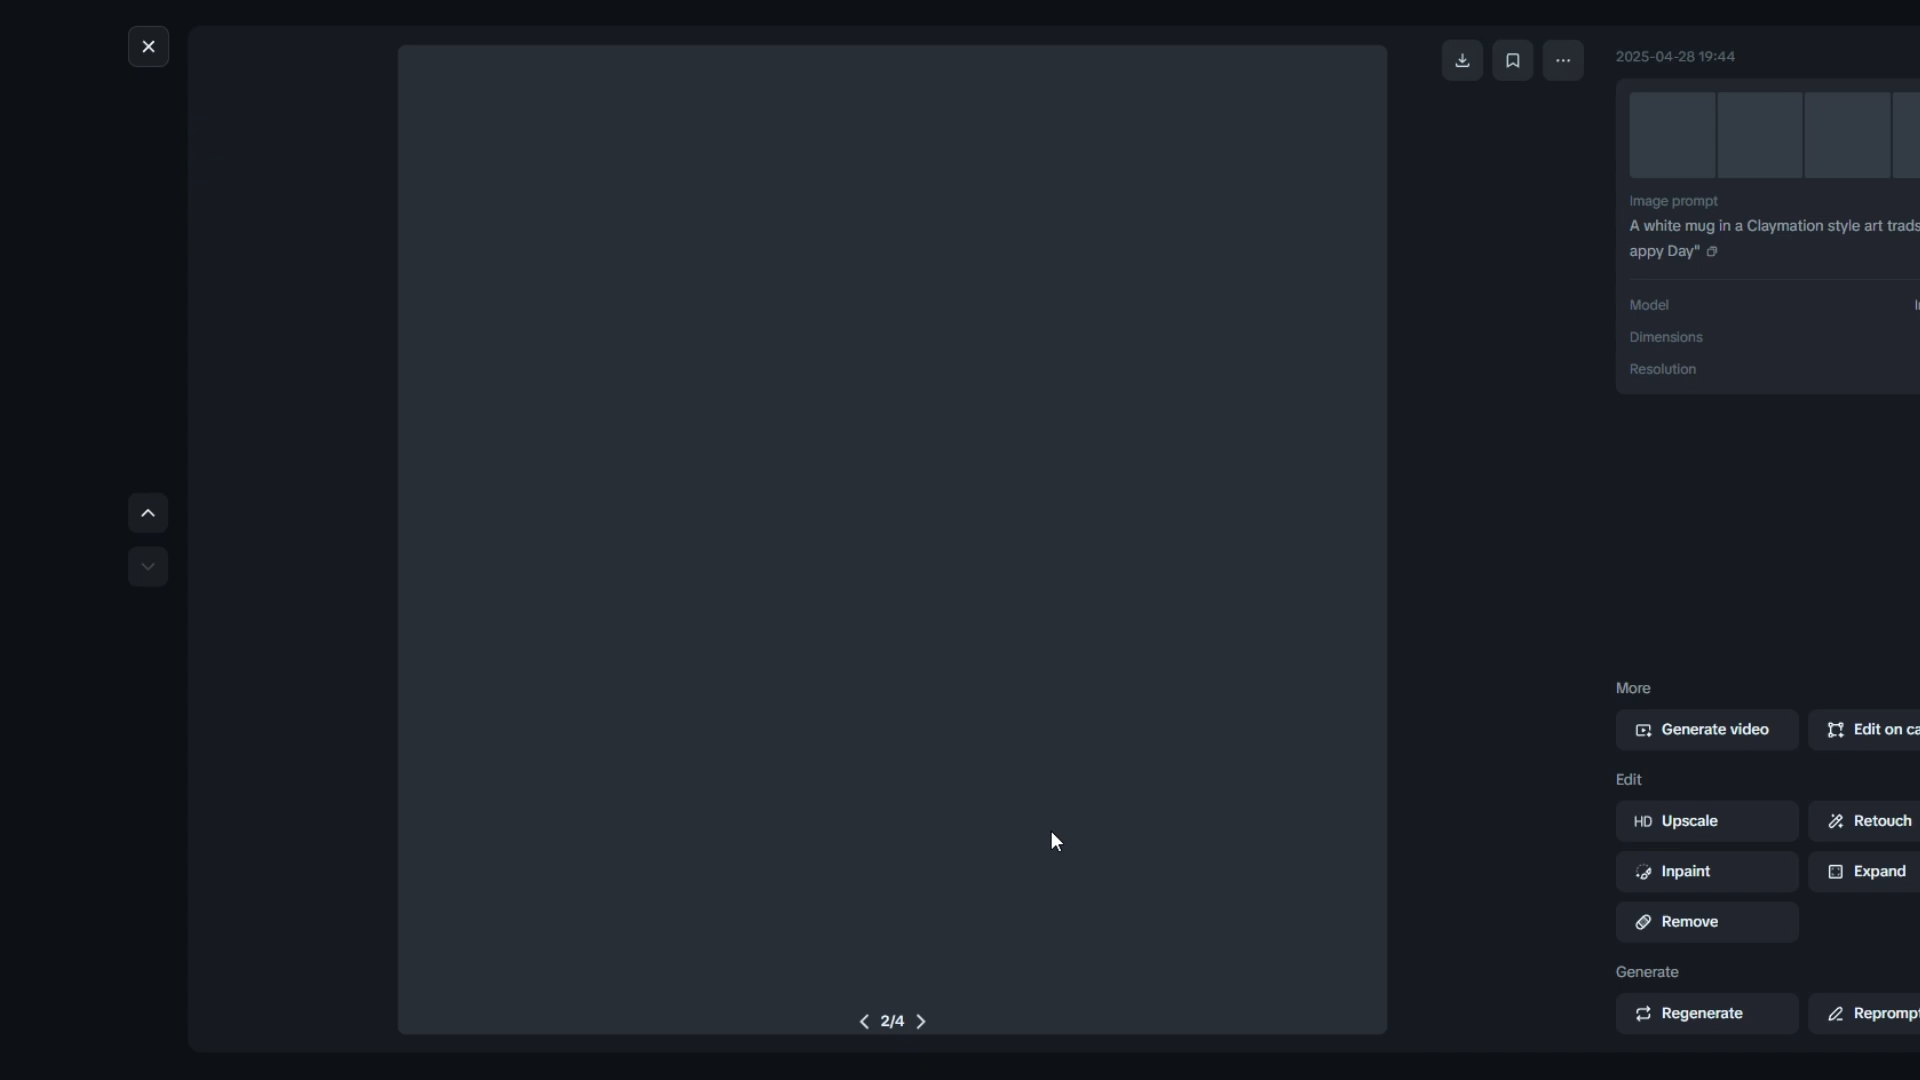 2025-04-28 19:44
Image prompt
A white mug in a Claymation style art trads
appy Day"
Model
Dimensions
Resolution
More
Generate video
Edit on ca
Edit
HD Upscale
Retouch
Inpaint
Expand
Remove
Generate
Regenerate
Reprompt
2/4